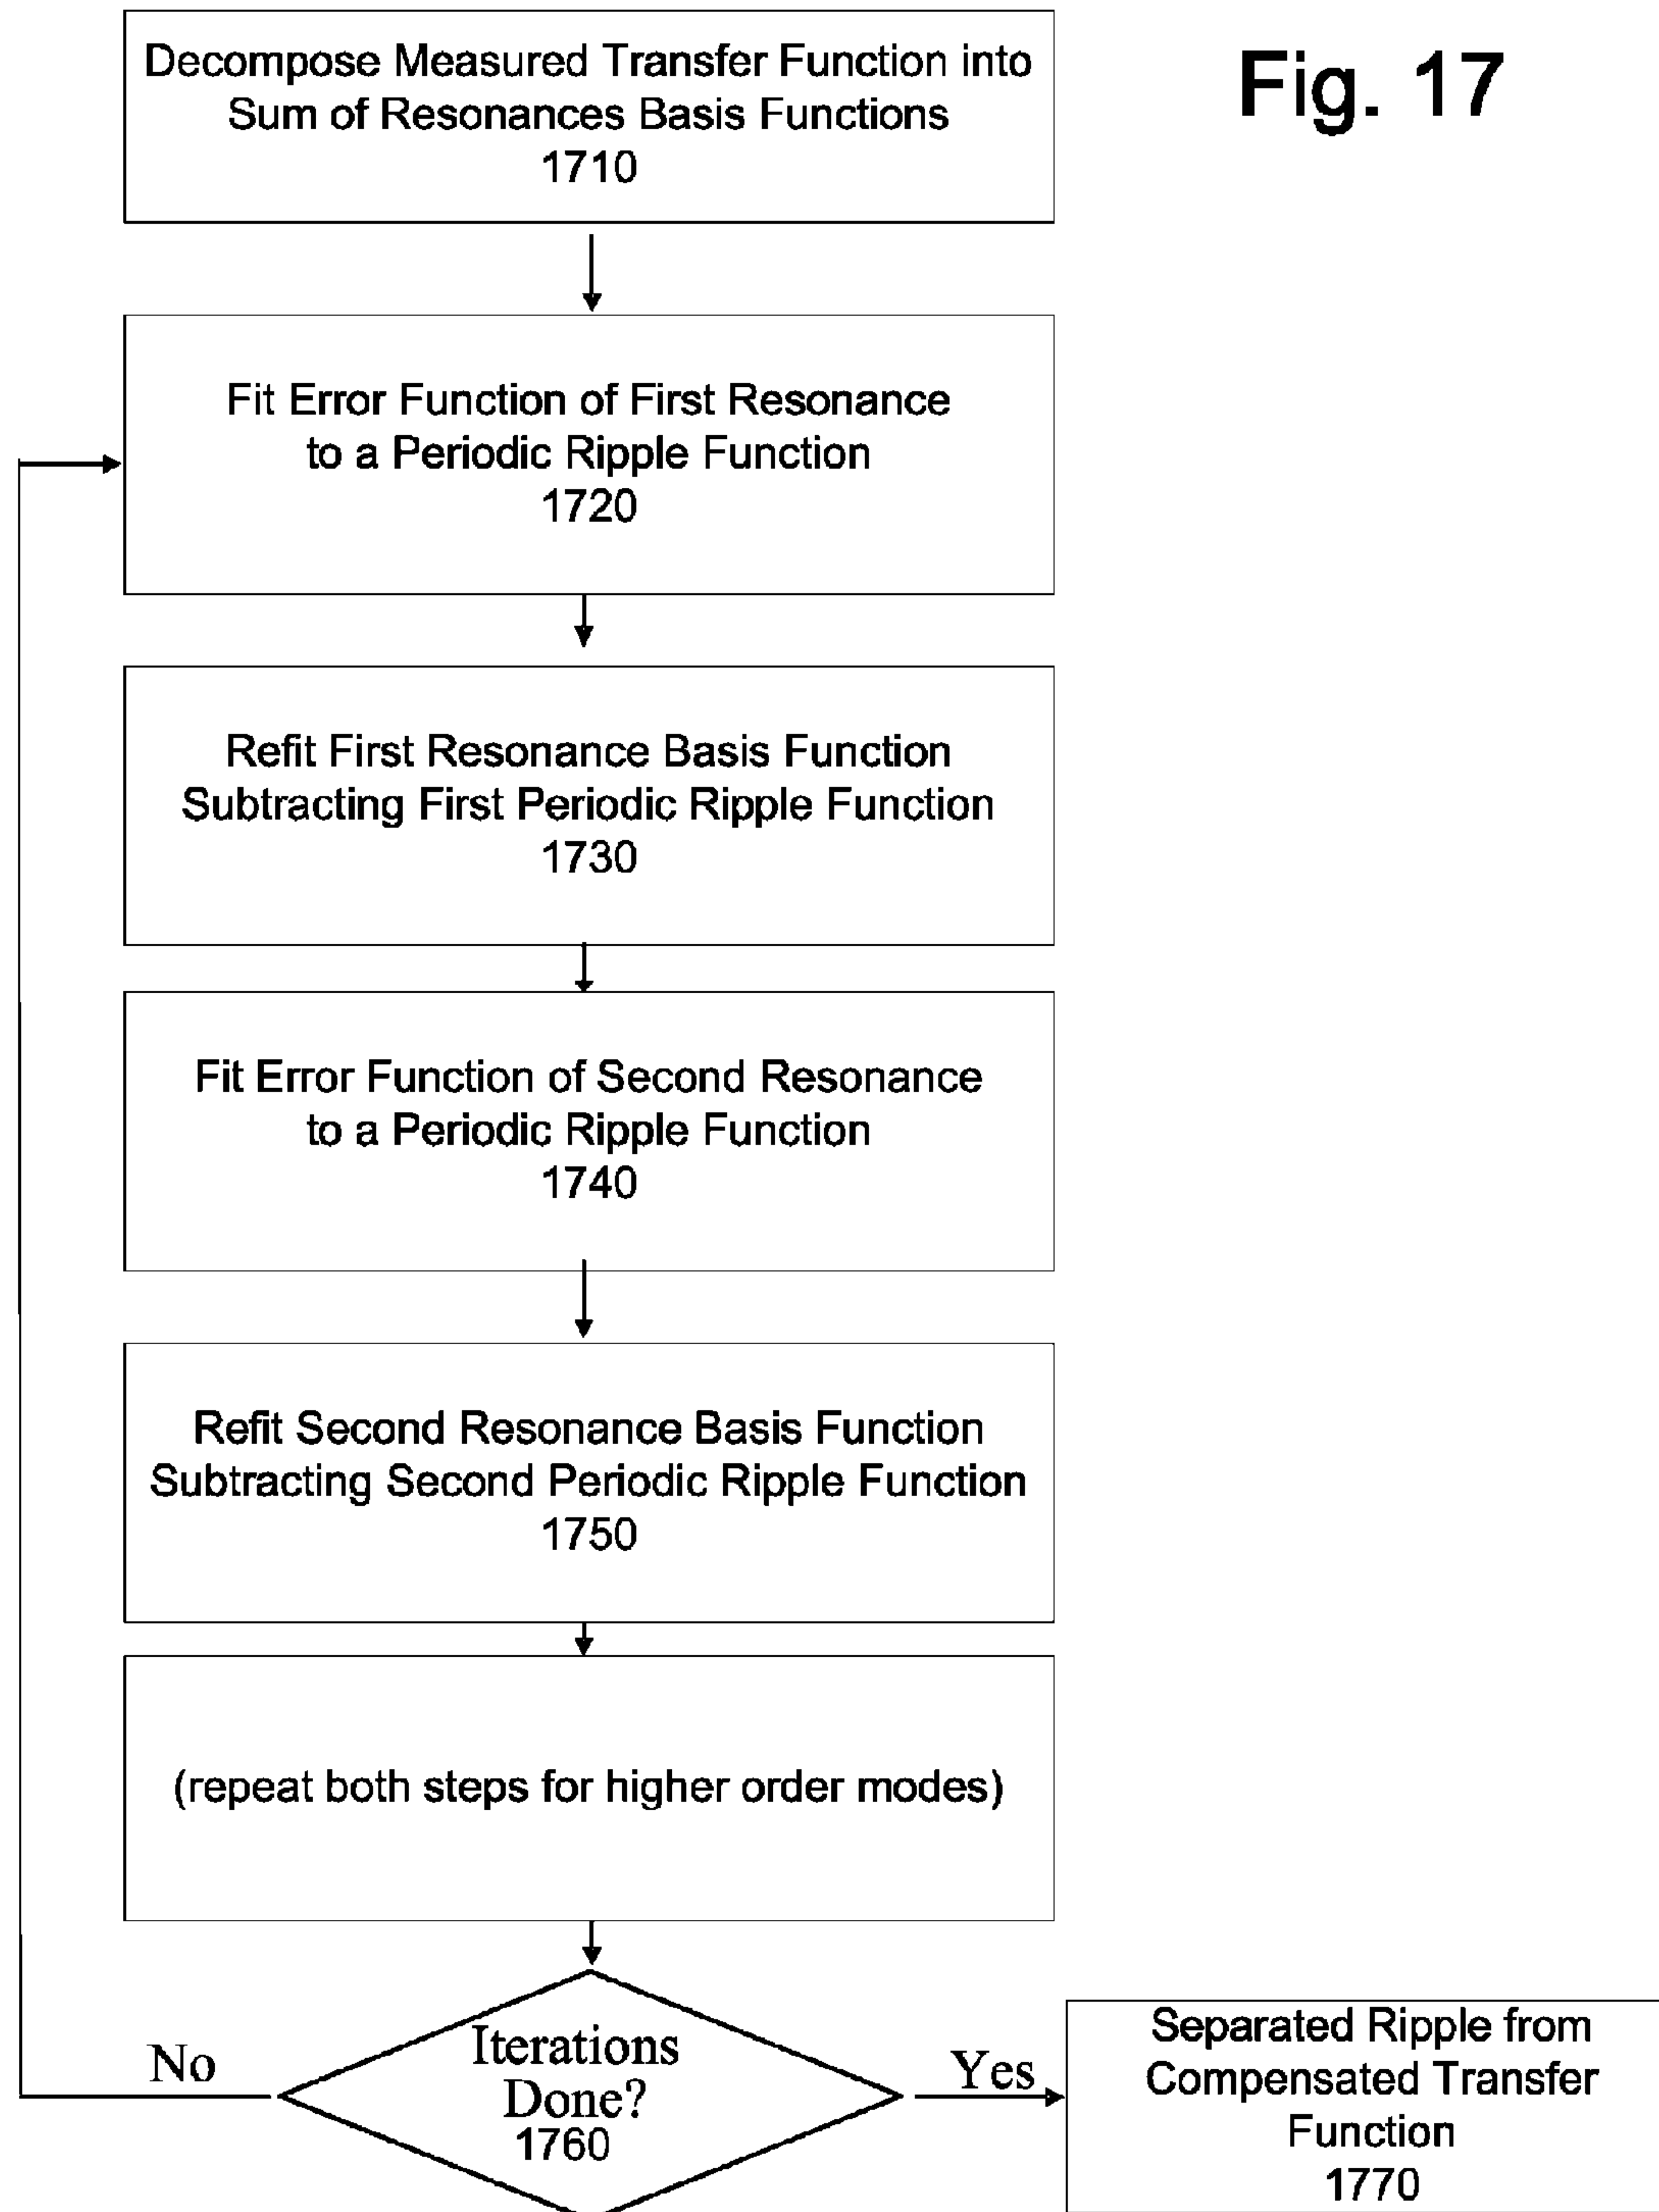 Fig. 17
Decompose Measured Transfer Function into
Sum of Resonances Basis Functions
1710
Fit Error Function of First Resonance
to a Periodic Ripple Function
1720
Refit First Resonance Basis Function
Subtracting First Periodic Ripple Function
1730
Fit Error Function of Second Resonance
to a Periodic Ripple Function
1740
Refit Second Resonance Basis Function
Subtracting Second Periodic Ripple Function
1750
(repeat both steps for higher order modes)
Iterations
Done?
1760
No
Yes
Separated Ripple from
Compensated Transfer
Function
1770